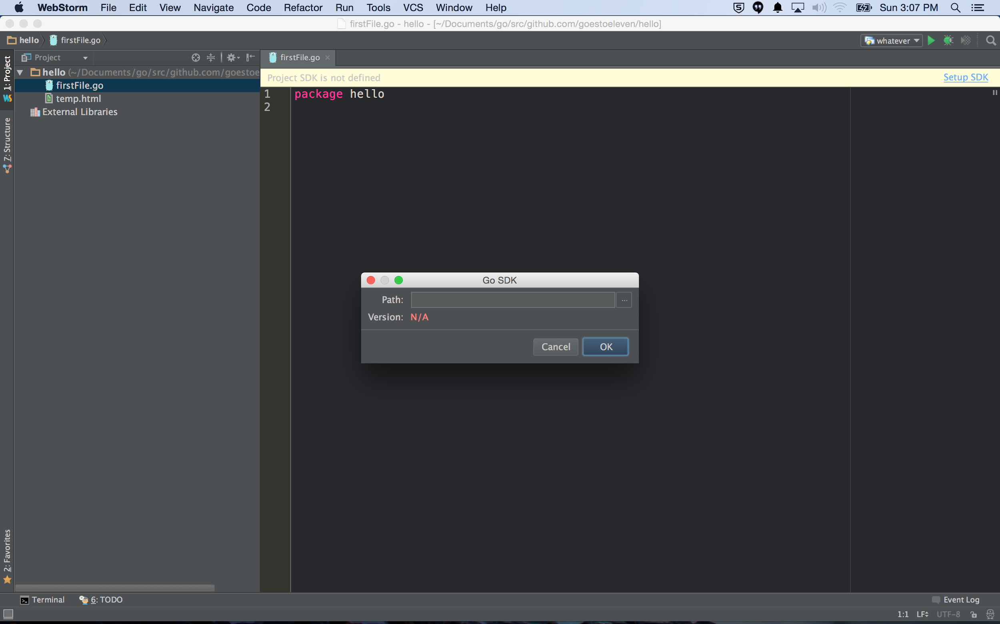 WebStorm File Edit View Navigate Code Refactor Run Tools VCS Window Help Sun 3:07 PM
firstFile.go - hello - [~/Documents/go/src/github.com/goestoeleven/hello]
hello firstFile.go whatever
1: Project
Project
firstFile.go
hello (~/Documents/go/src/github.com/goestoe
firstFile.go
temp.html
External Libraries
7: Structure
Project SDK is not defined Setup SDK
1 package hello
2
Go SDK
Path: ...
Version: N/A
Cancel OK
2: Favorites
Terminal 6: TODO Event Log
1:1 LF UTF-8